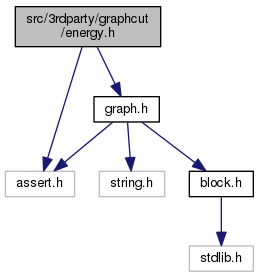 src/3rdparty/graphcut
/energy.h
graph.h
assert.h
string.h
block.h
stdlib.h